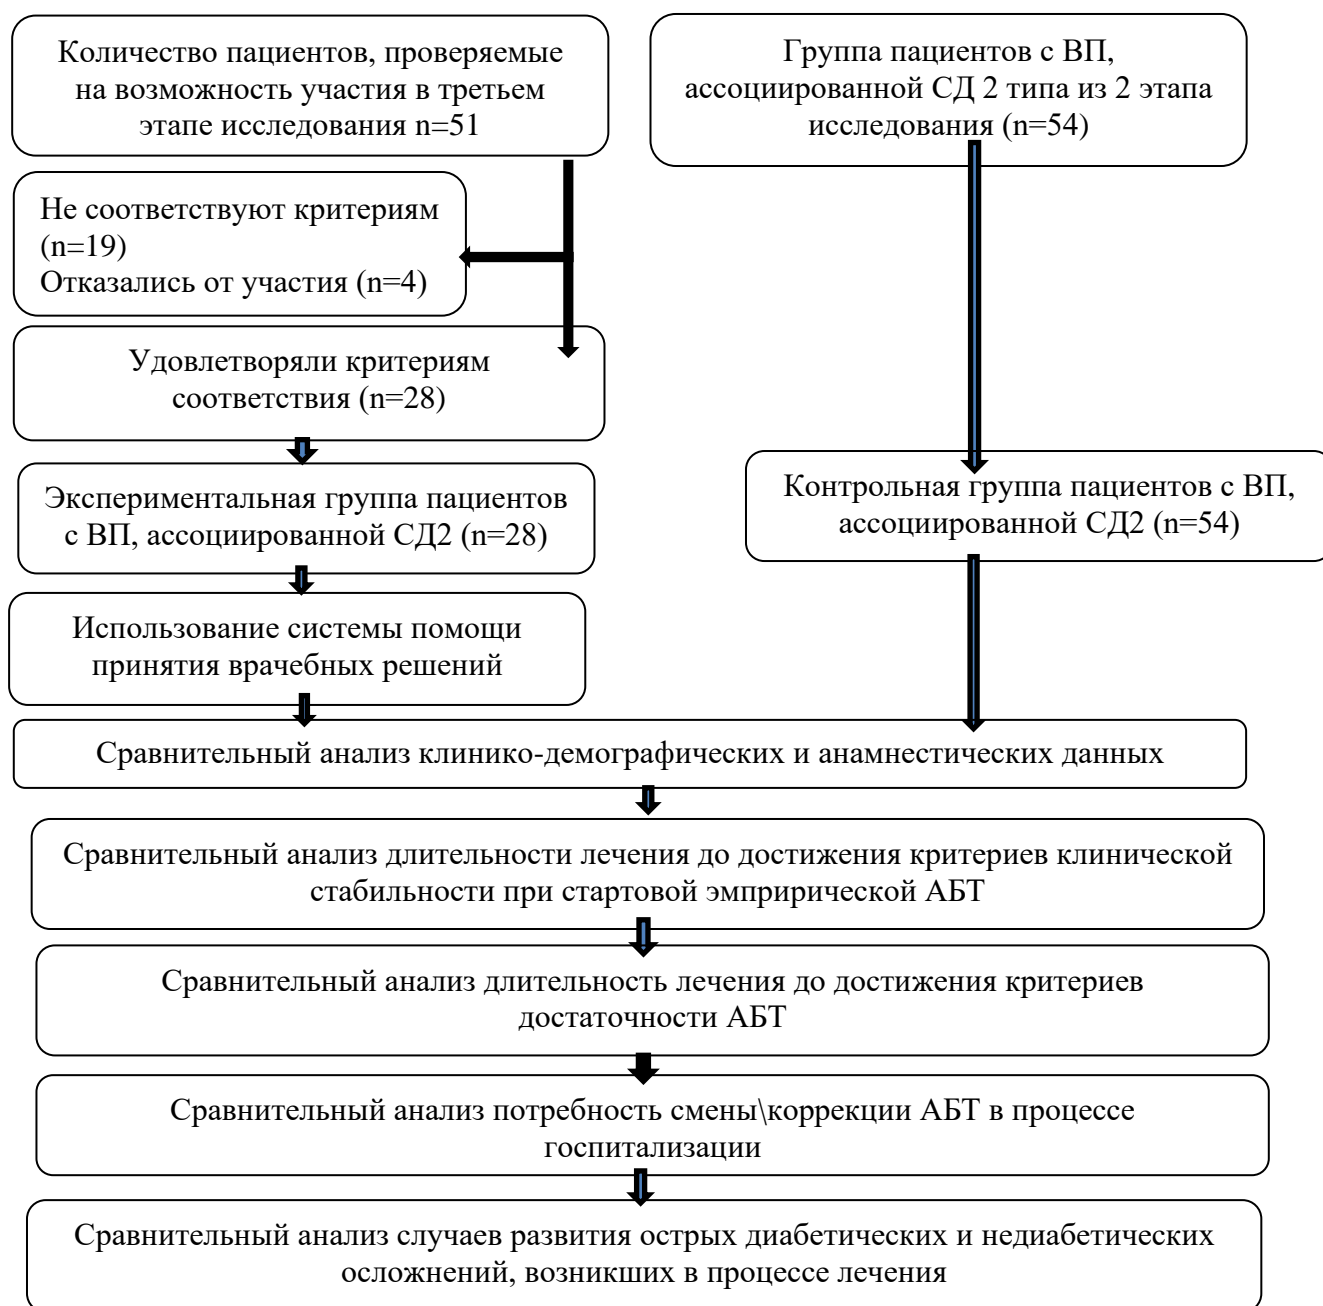 Количество пациентов, проверяемые
на возможность участия в третьем
этапе исследования n=51
Группа пациентов с ВП,
ассоциированной СД 2 типа из 2 этапа
исследования (n=54)
Не соответствуют критериям
(n=19)
Отказались от участия (n=4)
Удовлетворяли критериям
соответствия (n=28)
Экспериментальная группа пациентов
с ВП, ассоциированной СД2 (n=28)
Контрольная группа пациентов с ВП,
ассоциированной СД2 (n=54)
Использование системы помощи
принятия врачебных решений
Сравнительный анализ клинико-демографических и анамнестических данных
Сравнительный анализ длительности лечения до достижения критериев клинической
стабильности при стартовой эмприрической АБТ
Сравнительный анализ длительность лечения до достижения критериев
достаточности АБТ
Сравнительный анализ потребность смены\коррекции АБТ в процессе
госпитализации
Сравнительный анализ случаев развития острых диабетических и недиабетических
осложнений, возникших в процессе лечения